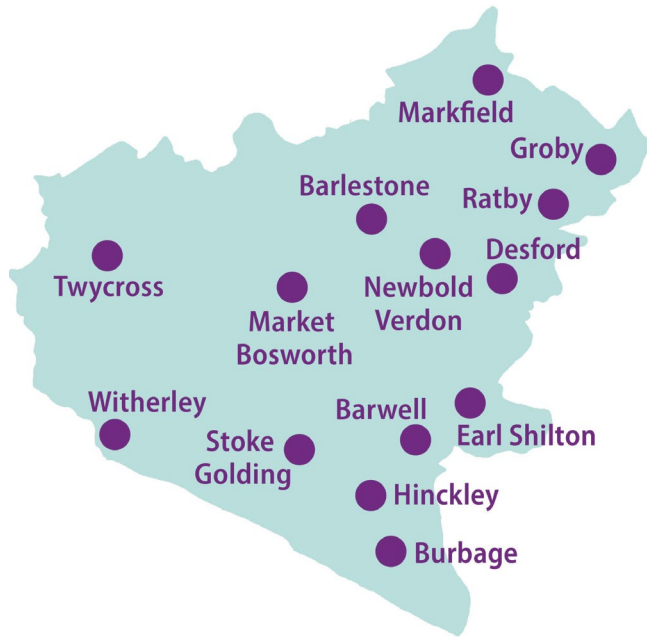 Markfield
Groby
Barlestone
Ratby
Desford
Twycross
Newbold
Verdon
Market
Bosworth
Witherley
Barwell
Earl Shilton
Stoke
Golding
Hinckley
Burbage